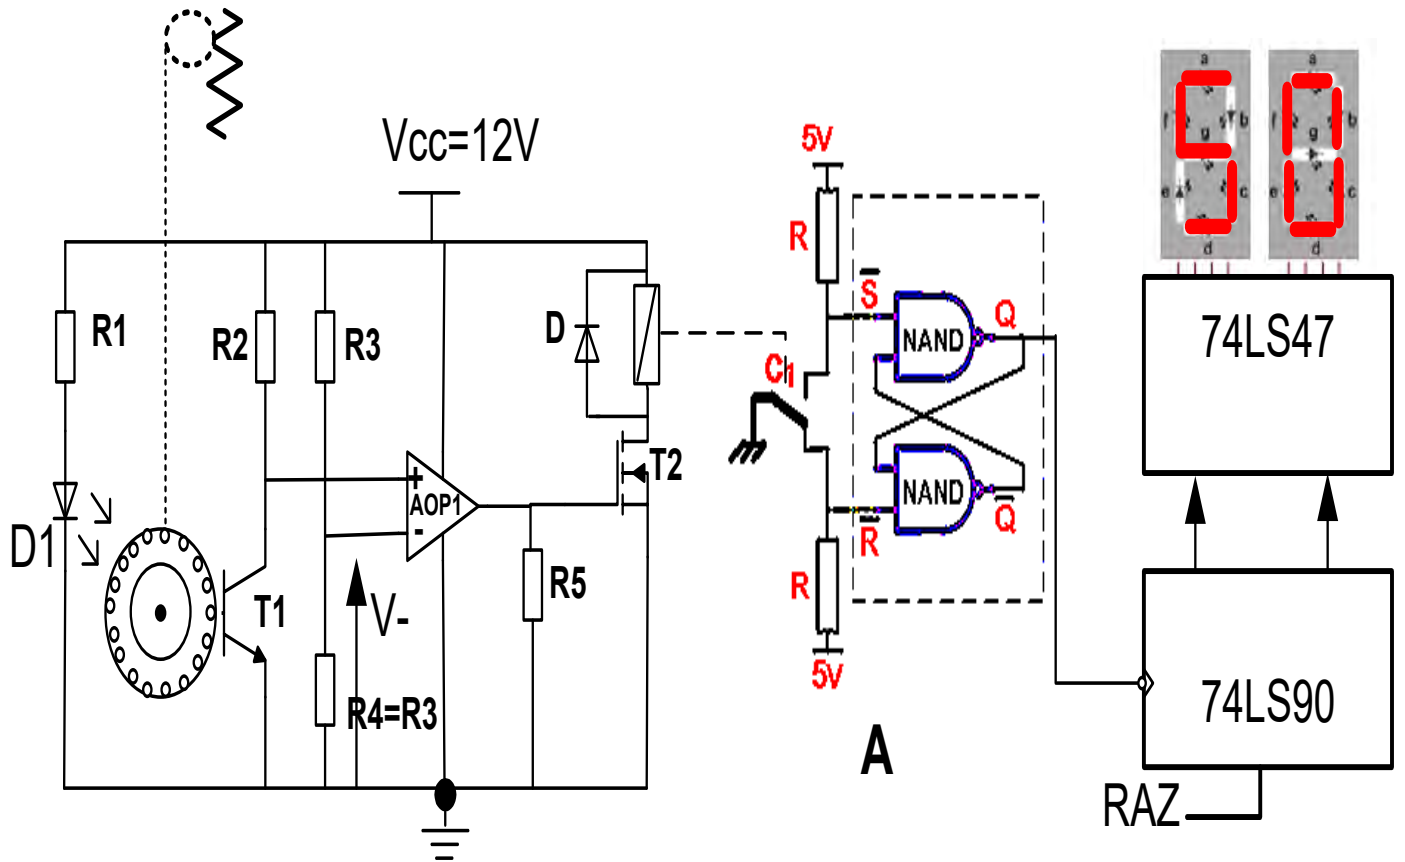 Vcc=12V
R1
R2
R3
D
D1
T1
+
AOP1
-
V-
R5
R4=R3
T2
5V
R
S̅
NAND
Q
C1
NAND
Q̅
R̅
R
5V
A
a
f
b
g
e
c
d
a
f
b
g
e
c
d
74LS47
74LS90
RAZ